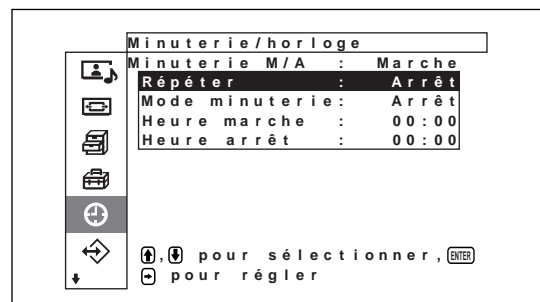 Minuterie/horloge
Minuterie M/A : Marche
Répéter : Arrêt
Mode minuterie: Arrêt
Heure marche : 00:00
Heure arrêt : 00:00
, pour sélectionner, ENTER
pour régler